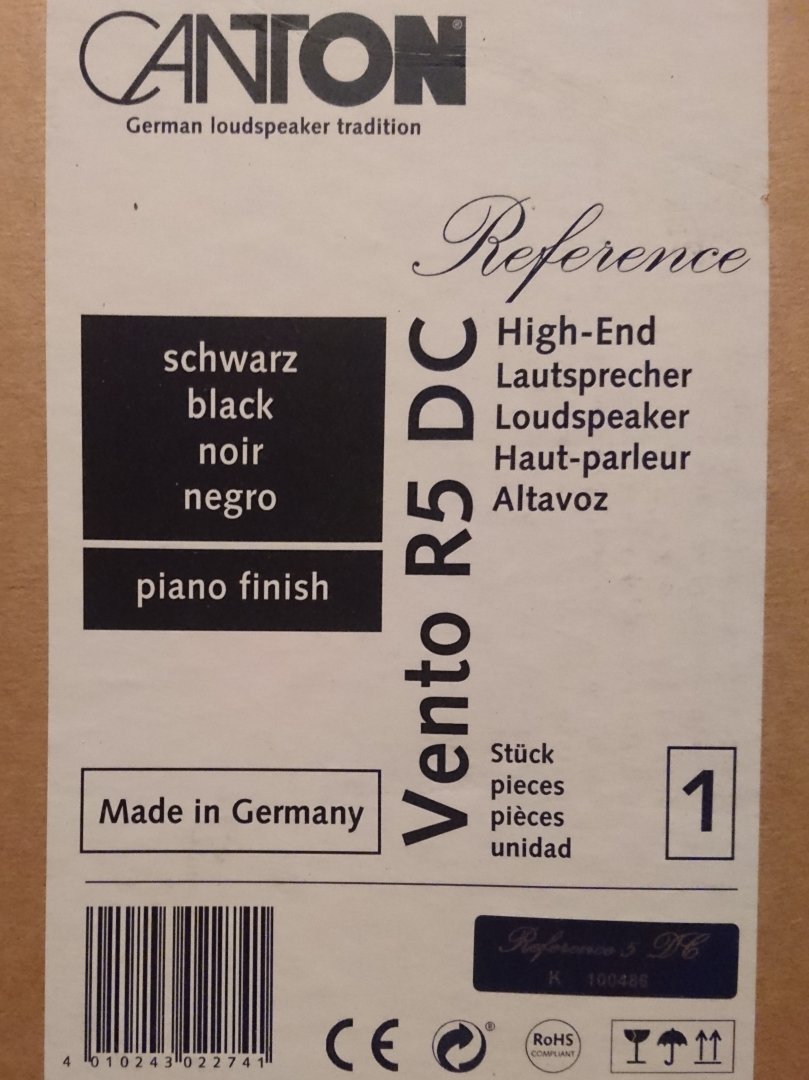 CANTON®
German loudspeaker tradition
Reference
schwarz
black
noir
negro
piano finish
Vento R5 DC
High-End
Lautsprecher
Loudspeaker
Haut-parleur
Altavoz
Made in Germany
Stück
pieces
pièces
unidad
1
Reference 5 DC
K 100486
4 010243 022741
CE
®
RoHS
COMPLIANT